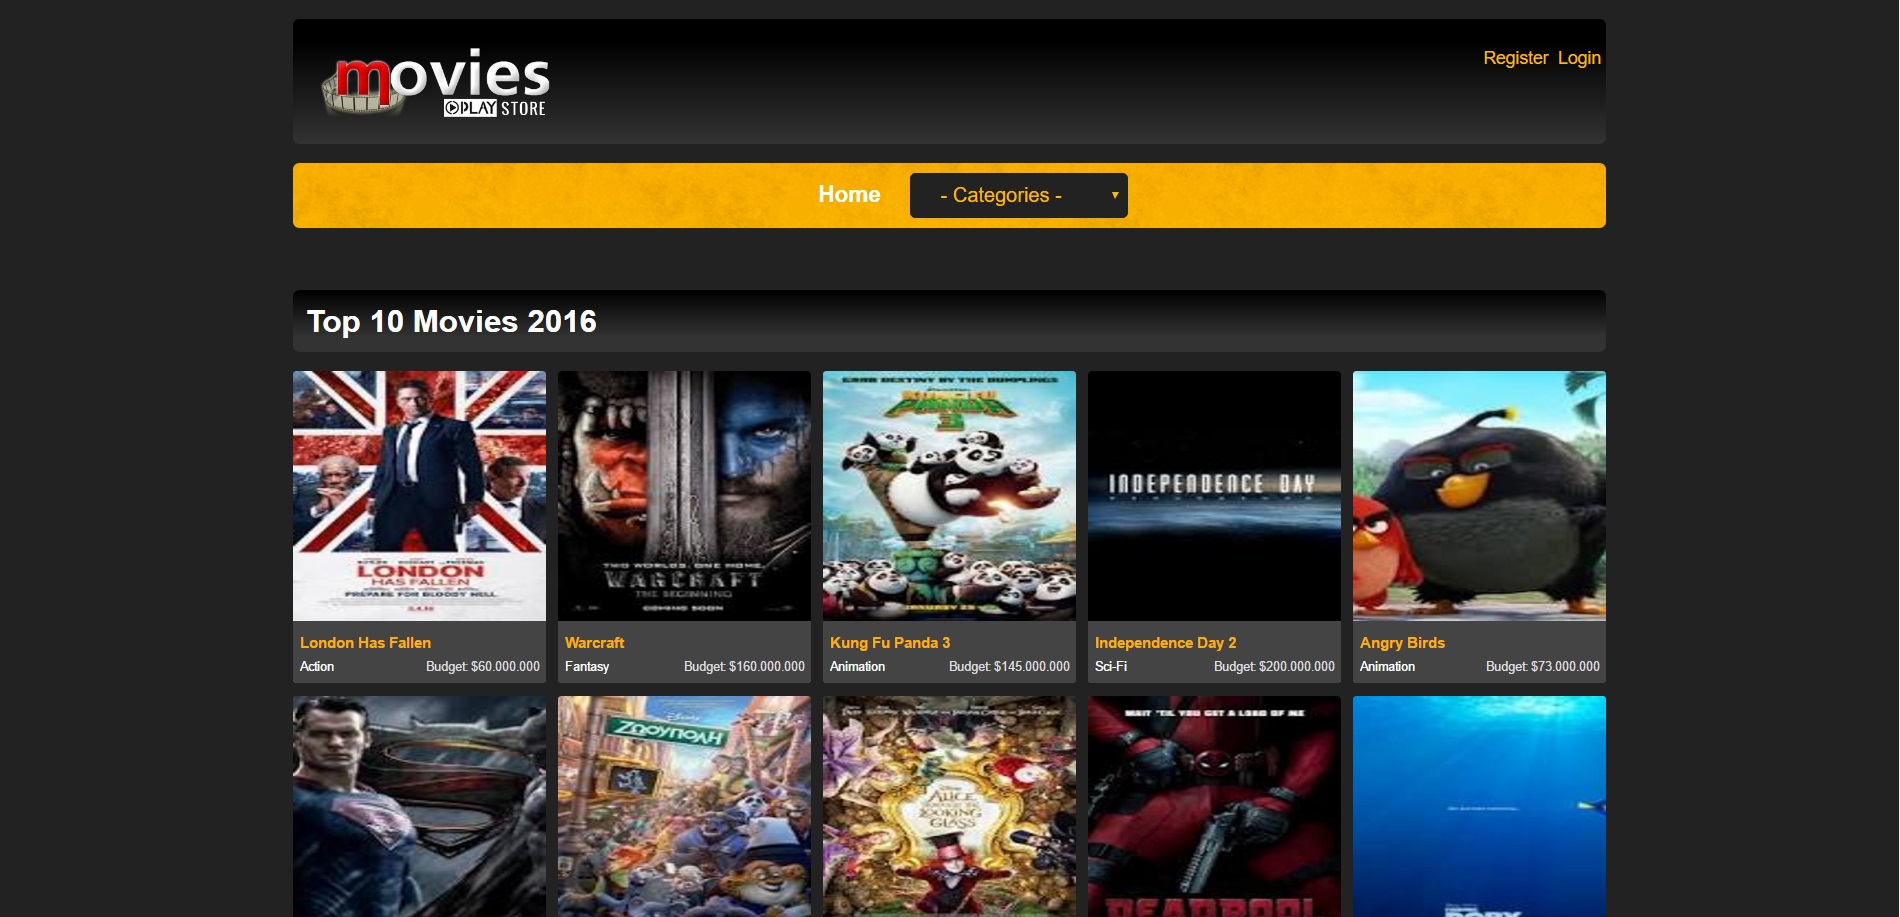 movies
PLAY STORE
Register Login
Home
- Categories -
Top 10 Movies 2016
GRAB DESTINY BY THE DUMPLINGS
KUNG FU
PANDA
3
JANUARY 29
TWO WORLDS. ONE HOME.
WARCRAFT
THE BEGINNING
COMING SOON
INDEPENDENCE DAY
LONDON
HAS FALLEN
PREPARE FOR BLOODY HELL
London Has Fallen
Action
Budget: $60.000.000
Warcraft
Fantasy
Budget: $160.000.000
Kung Fu Panda 3
Animation
Budget: $145.000.000
Independence Day 2
Sci-Fi
Budget: $200.000.000
Angry Birds
Animation
Budget: $73.000.000
Disney
ΖΩΟΥΠΟΛΗ
Disney
ALICE
THROUGH THE
LOOKING
GLASS
WAIT 'TIL YOU GET A LOAD OF ME
DEADPOOL
DORY